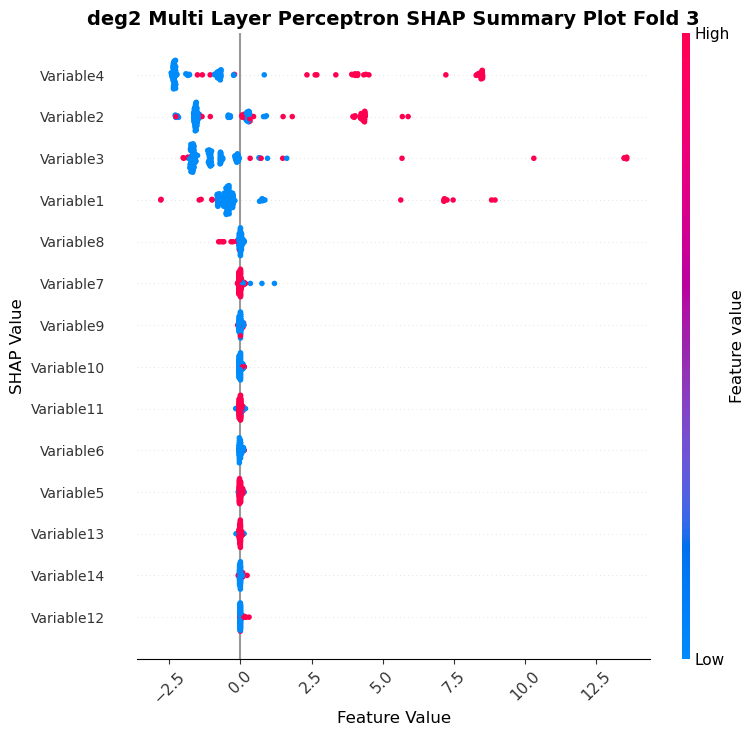 deg2 Multi Layer Perceptron SHAP Summary Plot Fold 3
High
Variable4
Variable2
Variable3
Variable1
Variable8
Variable7
Variable9
Variable10
Variable11
Variable6
Variable5
Variable13
Variable14
Variable12
SHAP Value
Feature value
Low
−2.5
0.0
2.5
5.0
7.5
10.0
12.5
Feature Value